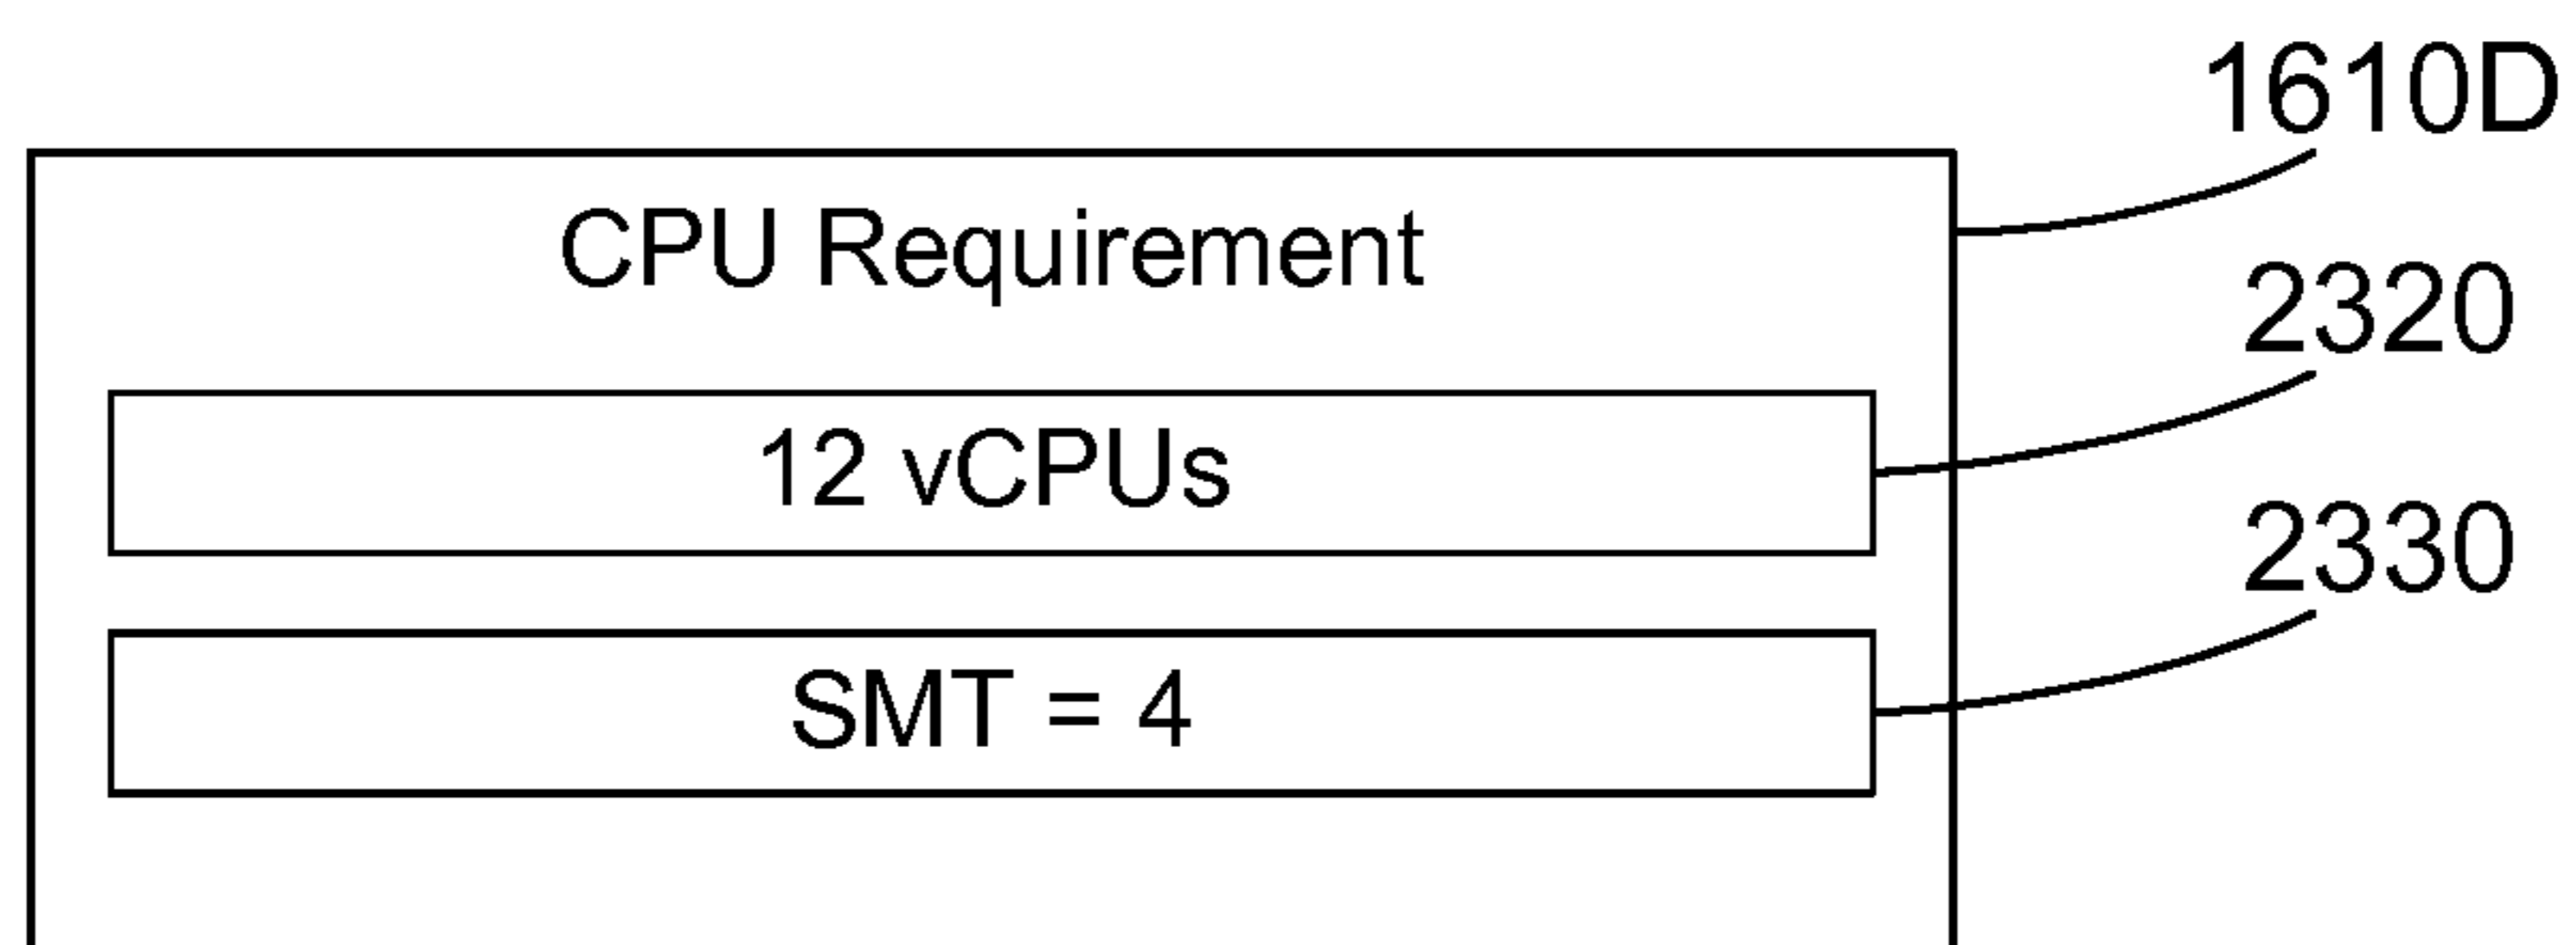 1610D
CPU Requirement
2320
12 vCPUs
2330
SMT = 4